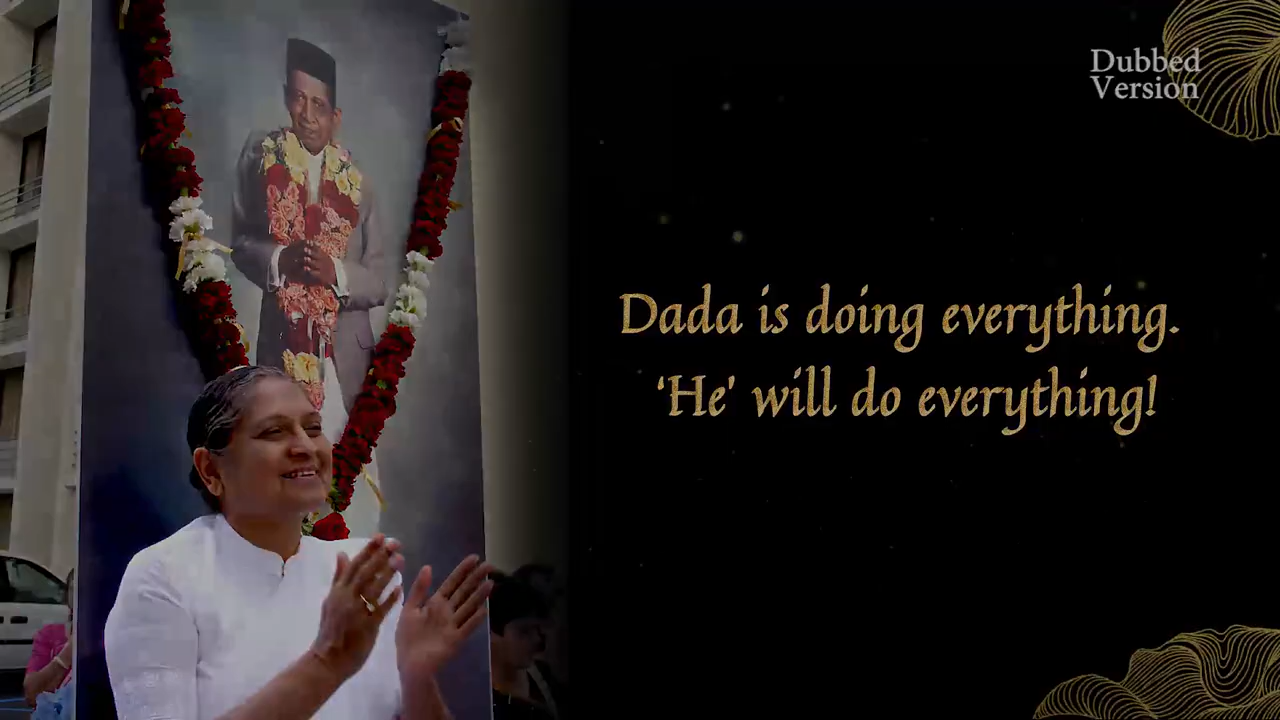 Dubbed
Version
Dada is doing everything.
‘He’ will do everything!